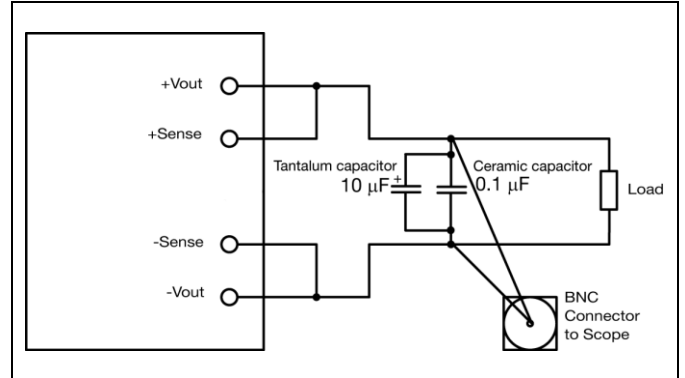 +Vout
+Sense
Tantalum capacitor
10 μF
+
Ceramic capacitor
0.1 μF
Load
-Sense
-Vout
BNC
Connector
to Scope